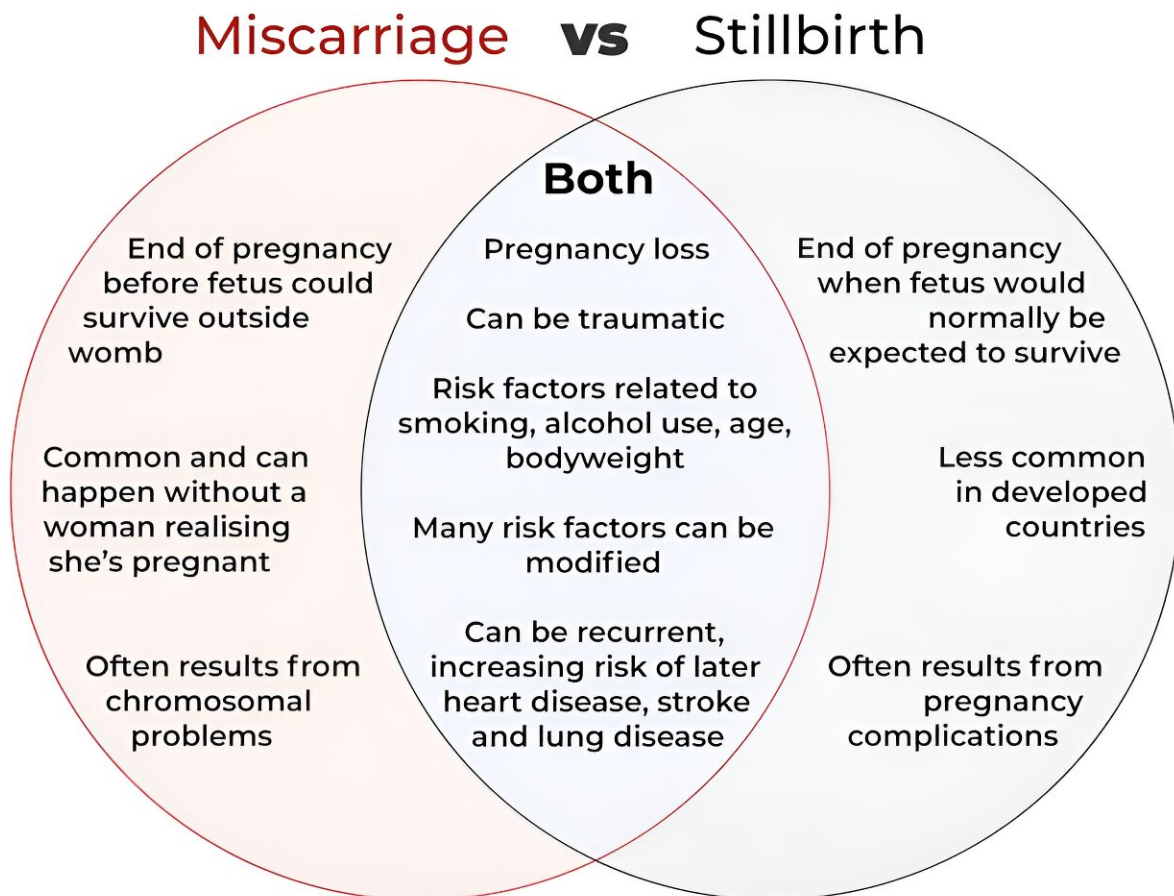 Miscarriage vs Stillbirth
End of pregnancy
before fetus could
survive outside
womb
Common and can
happen without a
woman realising
she's pregnant
Often results from
chromosomal
problems
Both
Pregnancy loss
Can be traumatic
Risk factors related to
smoking, alcohol use, age,
bodyweight
Many risk factors can be
modified
Can be recurrent,
increasing risk of later
heart disease, stroke
and lung disease
End of pregnancy
when fetus would
normally be
expected to survive
Less common
in developed
countries
Often results from
pregnancy
complications